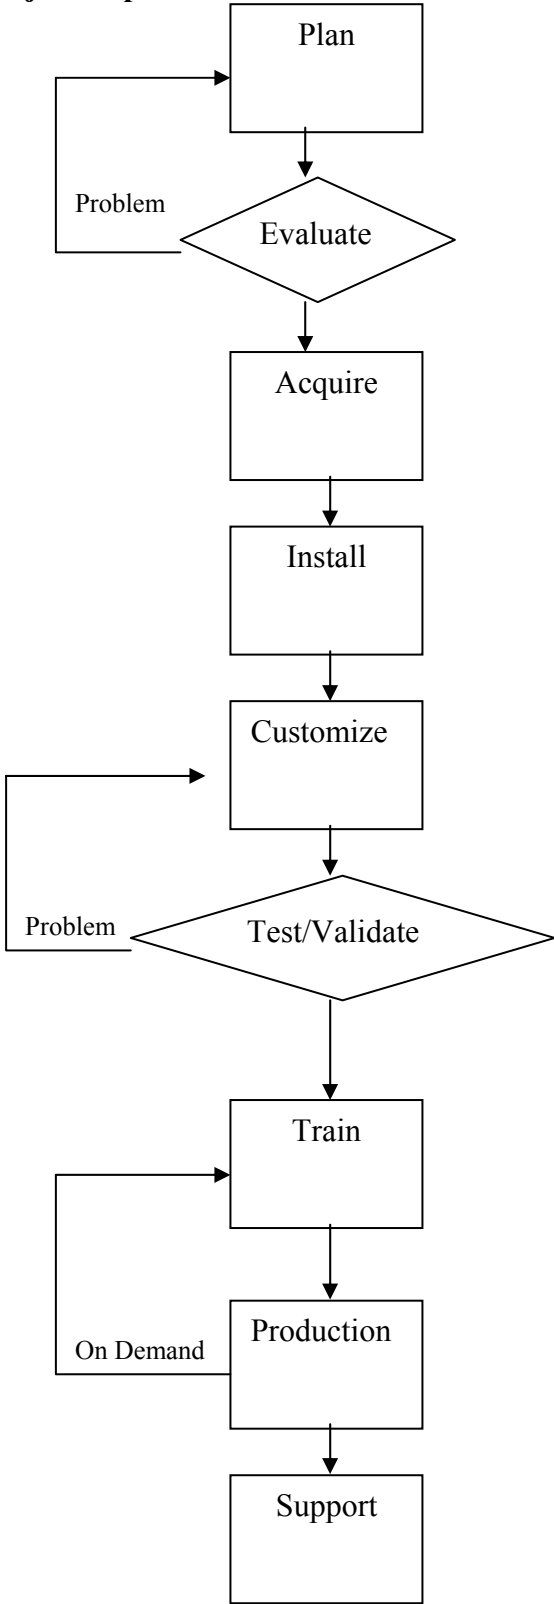 Plan
Problem
Evaluate
Acquire
Install
Customize
Problem
Test/Validate
Train
Production
On Demand
Support